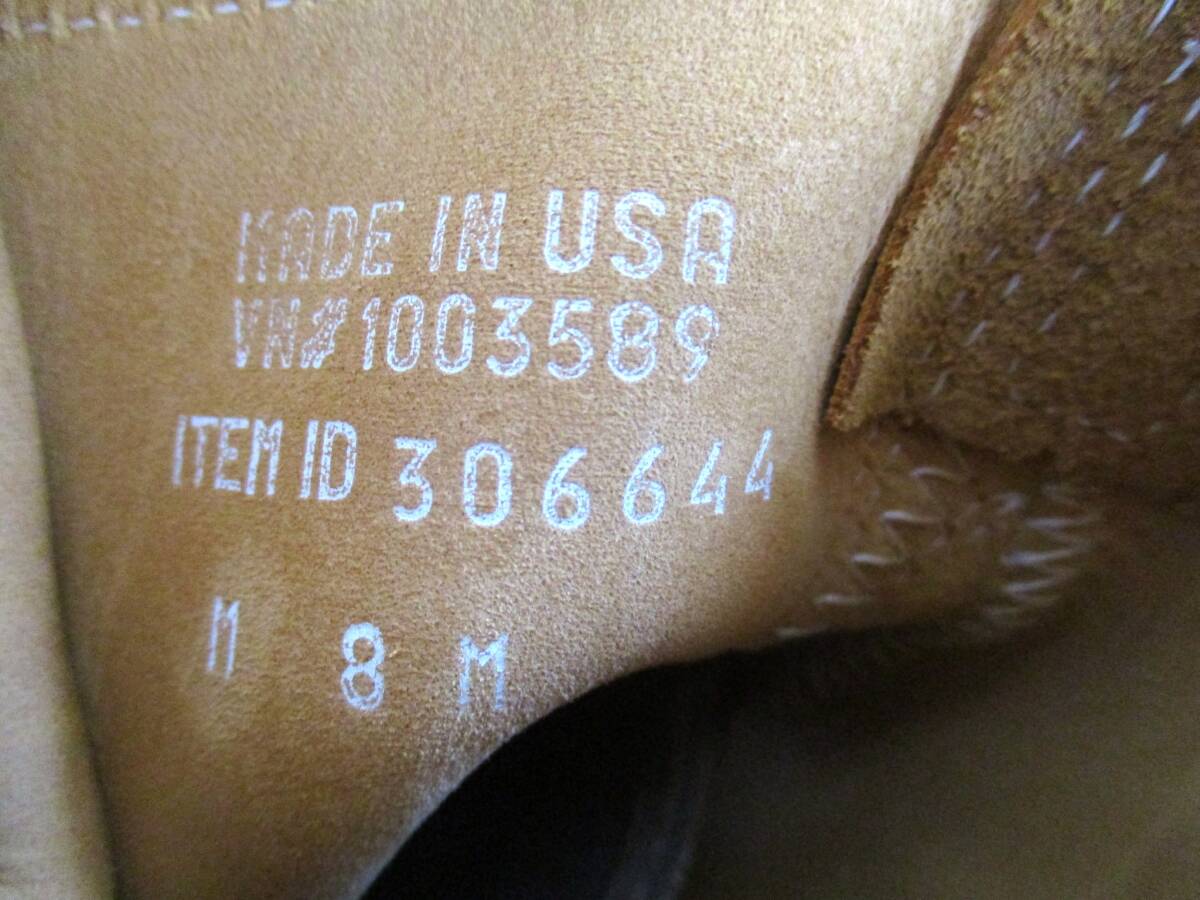 MADE IN USA
VN#1003589
ITEM ID 306644
M 8 M